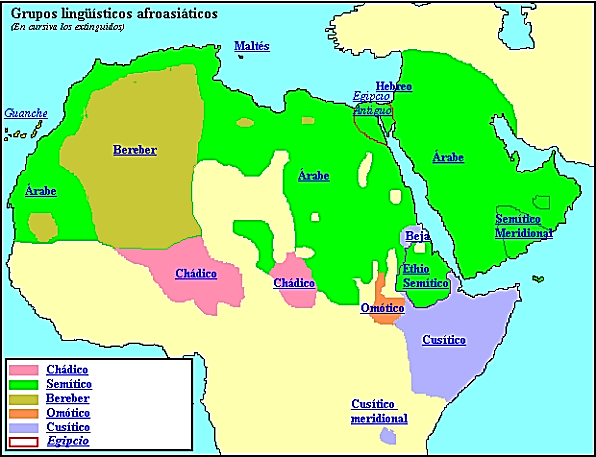 Grupos lingüísticos afroasiáticos
(En cursiva los extinguidos)
Maltés
Hebreo
Egipcio
Antiguo
Guanche
Bereber
Árabe
Árabe
Árabe
Semítico
Meridional
Beja
Ethio
Semítico
Chádico
Chádico
Omótico
Cusítico
Cusítico
meridional
Chádico
Semítico
Bereber
Omótico
Cusítico
Egipcio